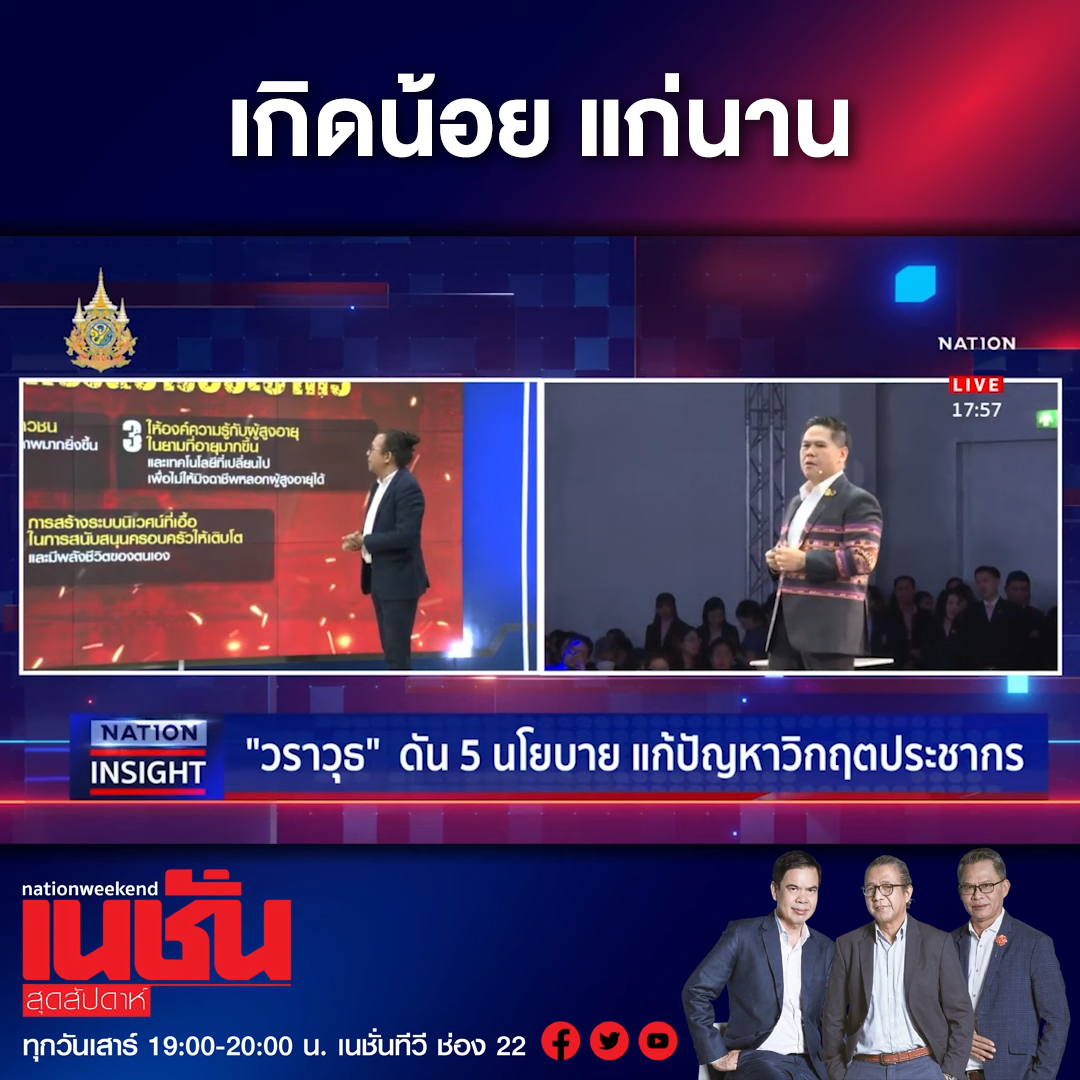 เกิดน้อย แก่นาน
NATION
LIVE
17:57
3 ให้องค์ความรู้กับผู้สูงอายุ
ในยามที่อายุมากขึ้น
และเทคโนโลยีที่เปลี่ยนไป
เพื่อไม่ให้มิจฉาชีพหลอกผู้สูงอายุได้
การสร้างระบบนิเวศน์ที่เอื้อ
ในการสนับสนุนครอบครัวให้เติบโต
และมีพลังชีวิตของตนเอง
NATION
INSIGHT
"วราวุธ" ดัน 5 นโยบาย แก้ปัญหาวิกฤตประชากร
nationweekend
เนชั่น
สุดสัปดาห์
ทุกวันเสาร์ 19:00-20:00 น. เนชั่นทีวี ช่อง 22